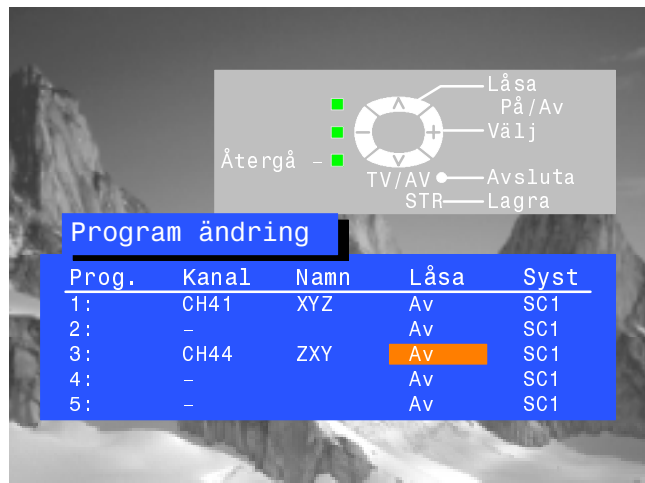 Låsa
På/Av
Välj
Återgå –
TV/AV Avsluta
STR Lagra
Program ändring
Prog. Kanal Namn Låsa Syst
1: CH41 XYZ Av SC1
2: – Av SC1
3: CH44 ZXY Av SC1
4: – Av SC1
5: – Av SC1